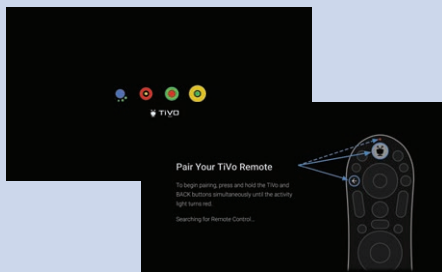 TIVO
Pair Your TiVo Remote
To begin pairing, press and hold the TiVo and
BACK buttons simultaneously until the activity
light turns red.
Searching for Remote Control...